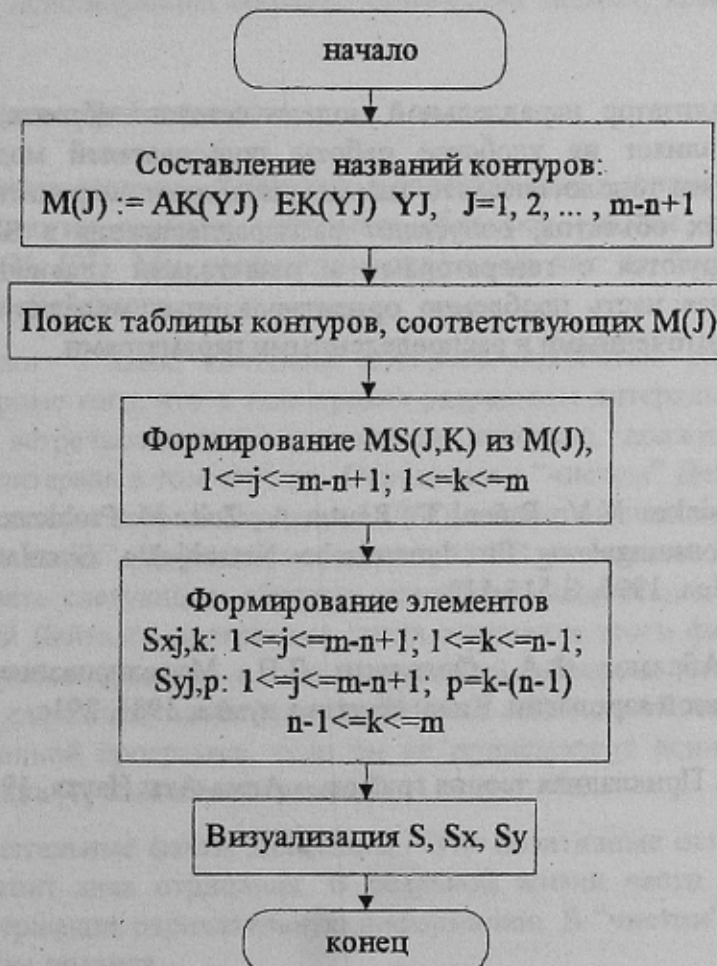 начало
Составление названий контуров:
M(J) := AK(YJ) EK(YJ) YJ, J=1, 2, ... , m-n+1
Поиск таблицы контуров, соответствующих M(J)
Формирование MS(J,K) из M(J),
1<=j<=m-n+1; 1<=k<=m
Формирование элементов
Sxj,k: 1<=j<=m-n+1; 1<=k<=n-1;
Syj,p: 1<=j<=m-n+1; p=k-(n-1)
n-1<=k<=m
Визуализация S, Sx, Sy
конец